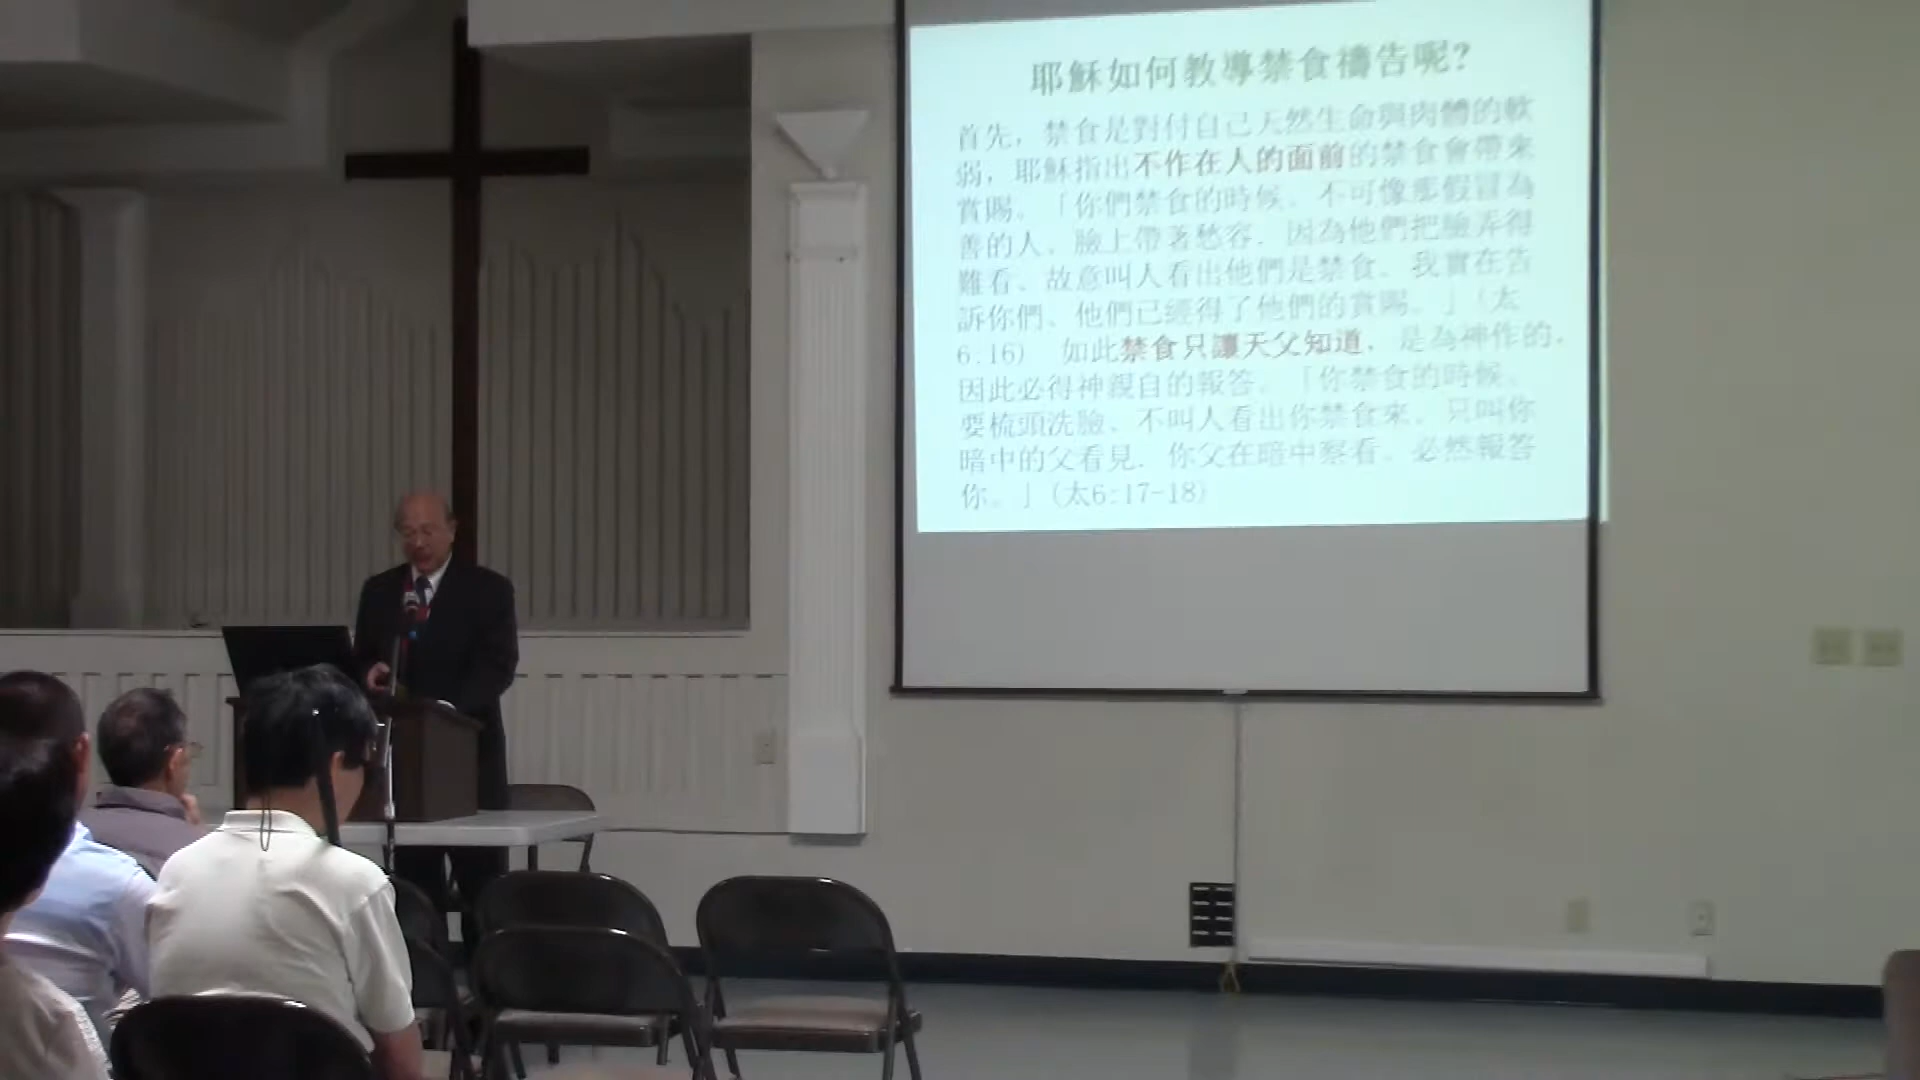 耶穌如何教導禁食禱告呢?
首先，禁食是對付自己天然生命與肉體的軟
弱，耶穌指出不作在人的面前的禁食會帶來
賞賜。「你們禁食的時候、不可像那假冒為
善的人、臉上帶著愁容．因為他們把臉弄得
難看、故意叫人看出他們是禁食．我實在告
訴你們、他們已經得了他們的賞賜。」(太
6:16) 如此禁食只讓天父知道，是為神作的，
因此必得神親自的報答。「你禁食的時候、
要梳頭洗臉、不叫人看出你禁食來、只叫你
暗中的父看見．你父在暗中察看、必然報答
你。」(太6:17-18)